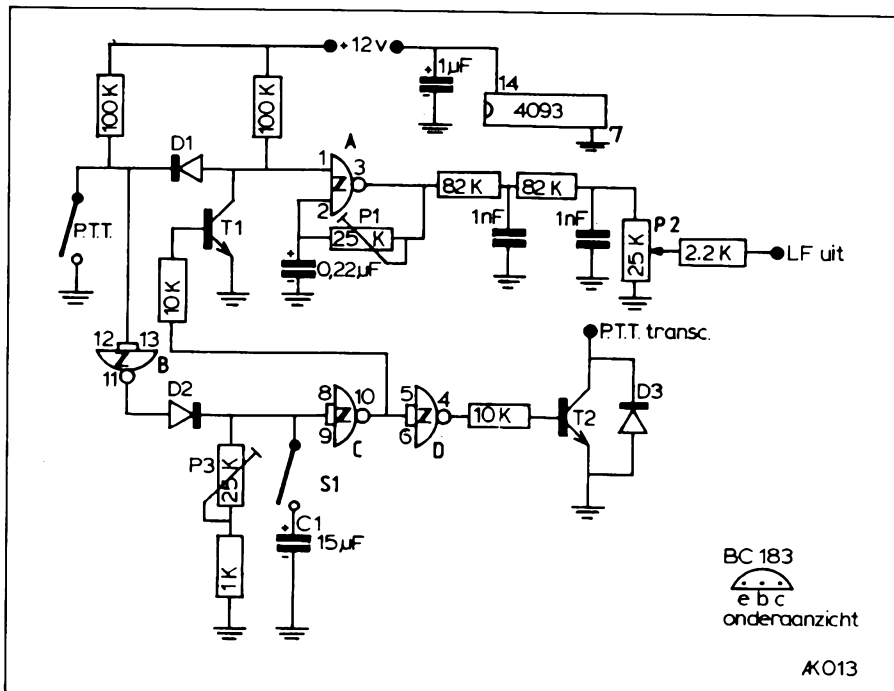 +12v
1µF
14
4093
7
100K
100K
D1
A
1
3
2
P1
25 K
82K
82K
1nF
1nF
P2
25 K
2.2K
LF uit
P.T.T.
T1
0,22µF
10K
P.T.T. transc.
12 13
11
B
D2
8
9
10
C
5
6
4
D
10K
T2
D3
P3
25K
S1
C1
15µF
1K
BC 183
e b c
onderaanzicht
AK013
+
-
+
-
+
-